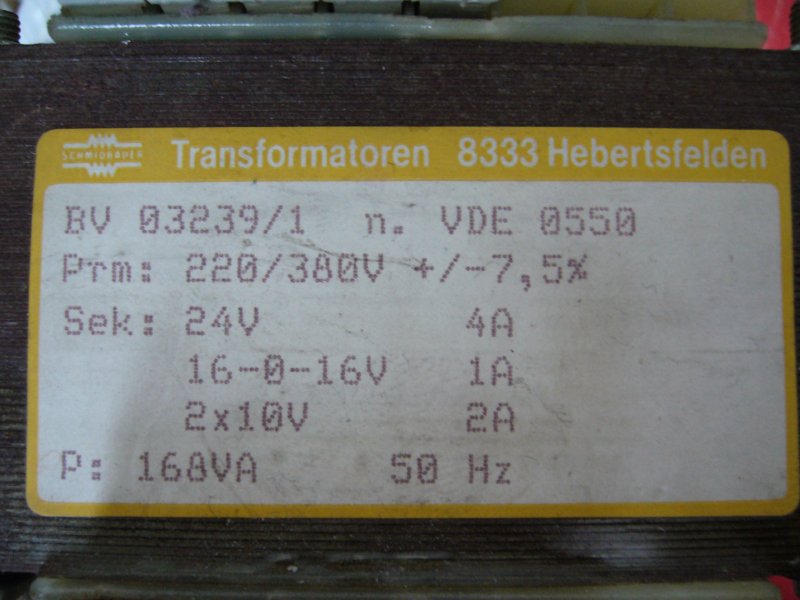 SCHMIDBAUER Transformatoren 8333 Hebertsfelden
BV 03239/1 n. VDE 0550
Prm: 220/380V +/-7,5%
Sek: 24V 4A
16-0-16V 1A
2x10V 2A
P: 168VA 50 Hz